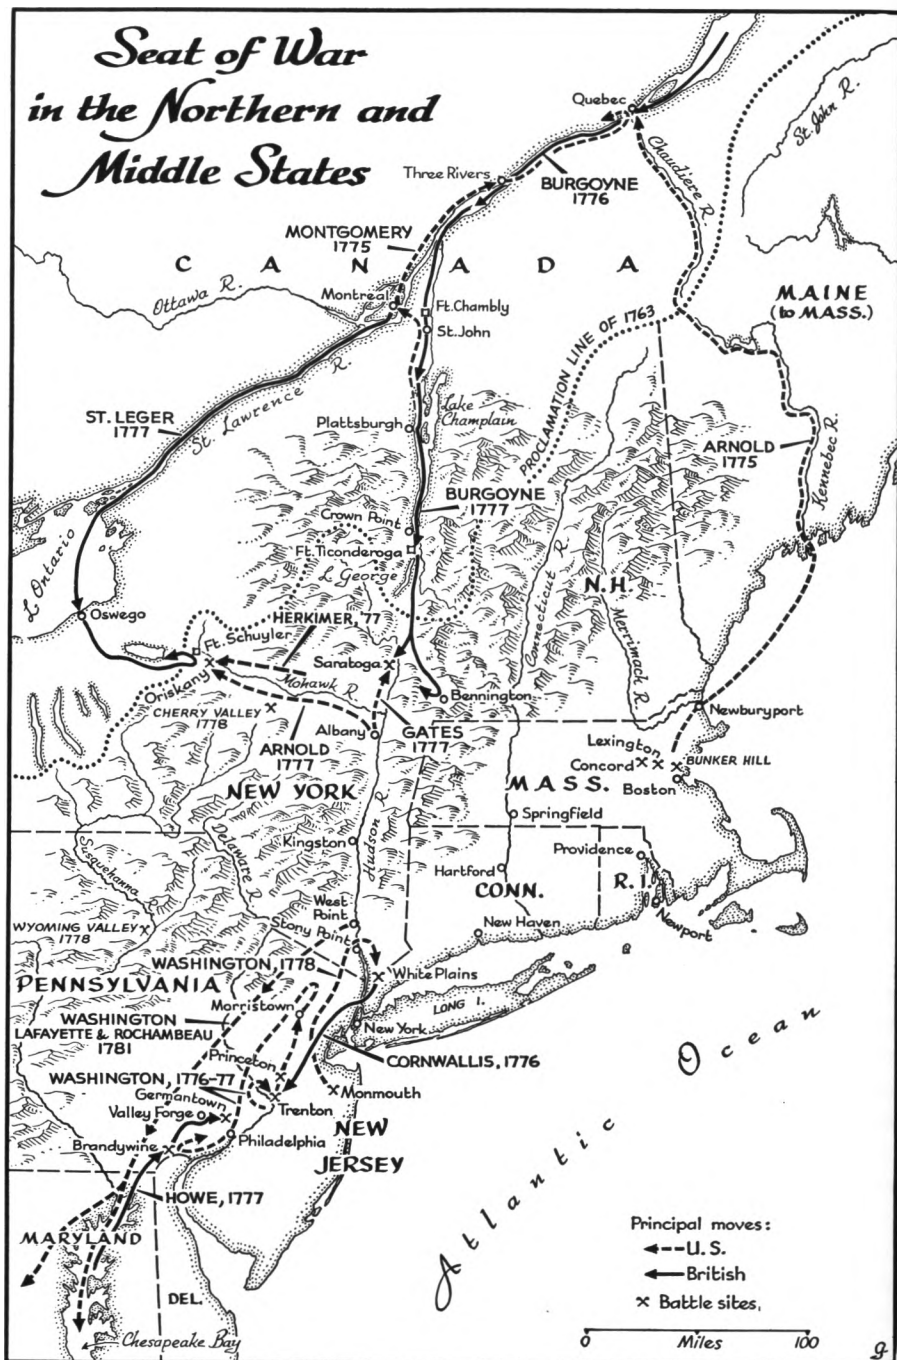 Seat of War
in the Northern and
Middle States
Quebec
St. John R.
Chaudiere R.
Three Rivers
BURGOYNE
1776
MONTGOMERY
1775
CANADA
Ottawa R.
Montreal
Ft. Chambly
St. John
MAINE
(to MASS.)
PROCLAMATION LINE OF 1763
ST. LEGER
1777
St. Lawrence R.
Lake
Champlain
Plattsburgh
ARNOLD
1775
Kennebec R.
BURGOYNE
1777
Crown Point
Ft. Ticonderoga
L. George
L. Ontario
Connecticut R.
N.H.
Merrimack R.
Oswego
HERKIMER, '77
Ft. Schuyler
Saratoga
Oriskany
Mohawk R.
Bennington
CHERRY VALLEY
1778
Newburyport
Albany
GATES
1777
ARNOLD
1777
Lexington
Concord
BUNKER HILL
Boston
NEW YORK
MASS.
Springfield
Hudson R.
Delaware R.
Susquehanna
Kingston
Providence
Hartford
CONN.
R. I.
West
Point
Newport
WYOMING VALLEY
1778
Stony Point
New Haven
WASHINGTON, 1778
White Plains
PENNSYLVANIA
Morristown
LONG I.
WASHINGTON
LAFAYETTE & ROCHAMBEAU
1781
New York
Princeton
CORNWALLIS, 1776
WASHINGTON, 1776-77
Germantown
Monmouth
Valley Forge
Trenton
Brandywine
Philadelphia
NEW
JERSEY
HOWE, 1777
MARYLAND
DEL.
Chesapeake Bay
Atlantic Ocean
Principal moves:
U.S.
British
Battle sites,
0 Miles 100
g